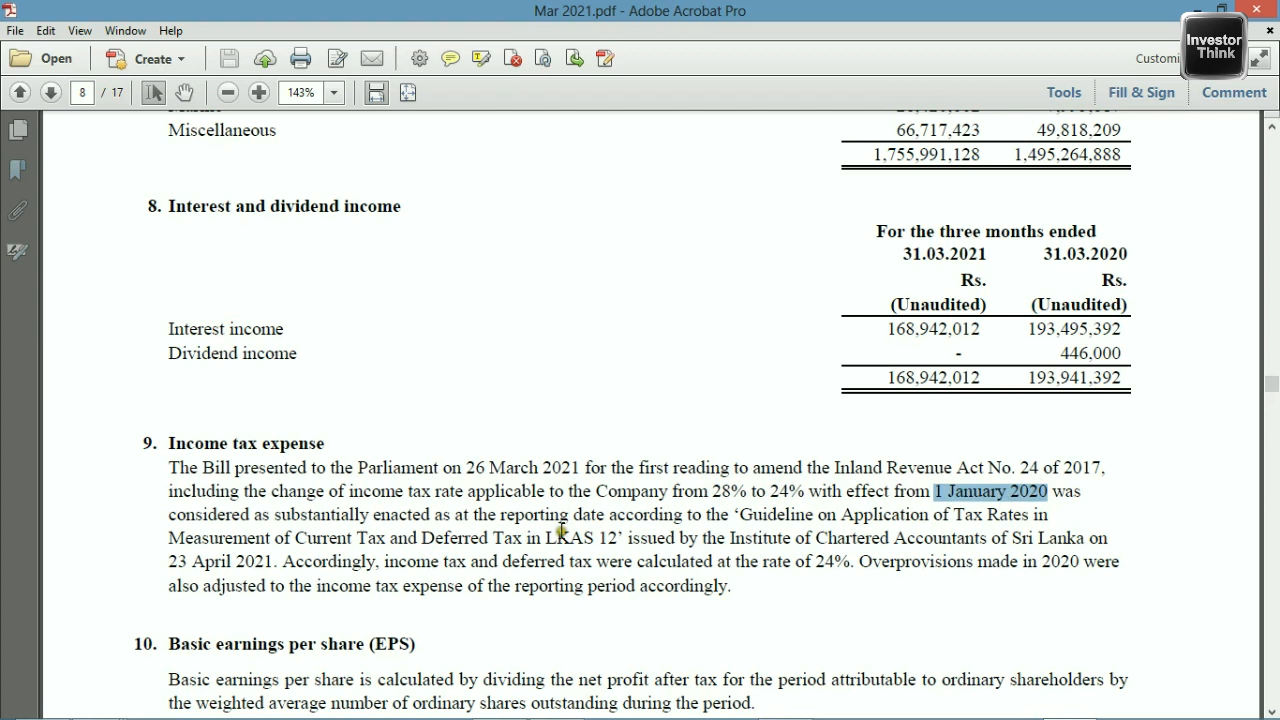 Mar 2021.pdf - Adobe Acrobat Pro
File Edit View Window Help
Open Create Customi
Investor
Think
8 / 17 143% Tools Fill & Sign Comment
Miscellaneous 66,717,423 49,818,209
1,755,991,128 1,495,264,888
8. Interest and dividend income
For the three months ended
31.03.2021 31.03.2020
Rs. Rs.
(Unaudited) (Unaudited)
Interest income 168,942,012 193,495,392
Dividend income - 446,000
168,942,012 193,941,392
9. Income tax expense
The Bill presented to the Parliament on 26 March 2021 for the first reading to amend the Inland Revenue Act No. 24 of 2017,
including the change of income tax rate applicable to the Company from 28% to 24% with effect from 1 January 2020 was
considered as substantially enacted as at the reporting date according to the ‘Guideline on Application of Tax Rates in
Measurement of Current Tax and Deferred Tax in LKAS 12’ issued by the Institute of Chartered Accountants of Sri Lanka on
23 April 2021. Accordingly, income tax and deferred tax were calculated at the rate of 24%. Overprovisions made in 2020 were
also adjusted to the income tax expense of the reporting period accordingly.
10. Basic earnings per share (EPS)
Basic earnings per share is calculated by dividing the net profit after tax for the period attributable to ordinary shareholders by
the weighted average number of ordinary shares outstanding during the period.